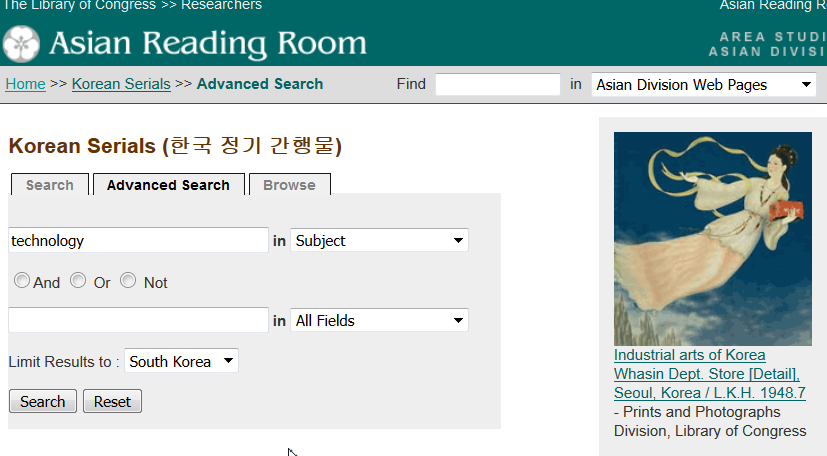 The Library of Congress >> Researchers
Asian Reading R
Asian Reading Room
AREA STUDI
ASIAN DIVISI
Home >> Korean Serials >> Advanced Search
Find in Asian Division Web Pages
Korean Serials (한국 정기 간행물)
Search Advanced Search Browse
technology in Subject
And Or Not
in All Fields
Limit Results to : South Korea
Search Reset
Industrial arts of Korea
Whasin Dept. Store [Detail],
Seoul, Korea / L.K.H. 1948.7
- Prints and Photographs
Division, Library of Congress